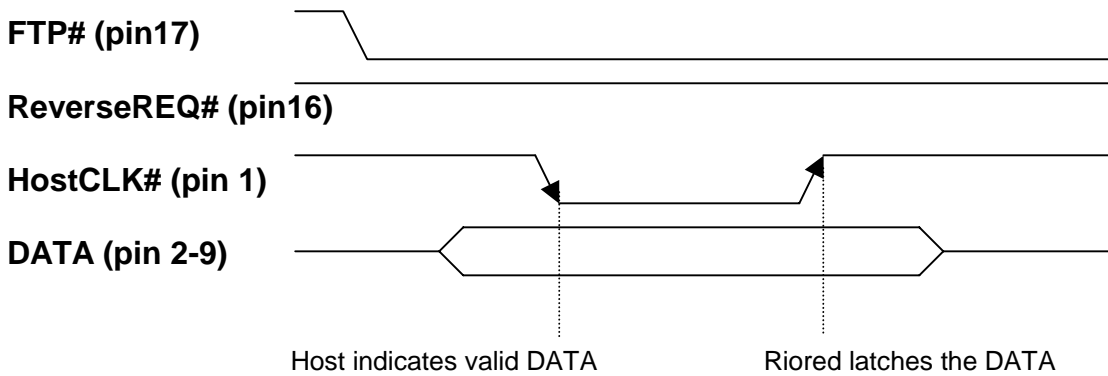 FTP# (pin17)
ReverseREQ# (pin16)
HostCLK# (pin 1)
DATA (pin 2-9)
Host indicates valid DATA
Riored latches the DATA